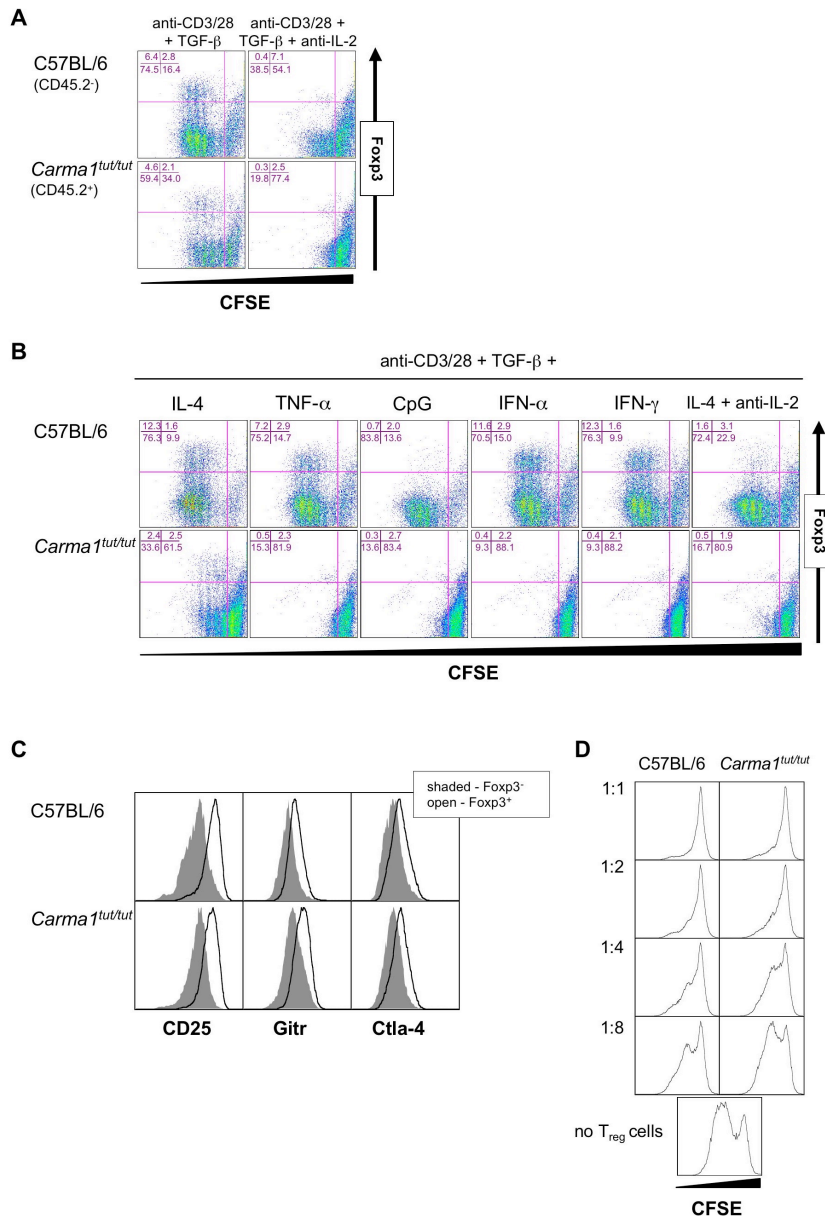 A
anti-CD3/28 + TGF-β
anti-CD3/28 + TGF-β + anti-IL-2
C57BL/6
(CD45.2-)
6.4 2.8
74.5 16.4
0.4 7.1
38.5 54.1
Carma1tut/tut
(CD45.2+)
4.6 2.1
59.4 34.0
0.3 2.5
19.8 77.4
Foxp3
CFSE
B
anti-CD3/28 + TGF-β +
IL-4 TNF-α CpG IFN-α IFN-γ IL-4 + anti-IL-2
C57BL/6
12.3 1.6
76.3 9.9
7.2 2.9
75.2 14.7
0.7 2.0
83.8 13.6
11.6 2.9
70.5 15.0
12.3 1.6
76.3 9.9
1.6 3.1
72.4 22.9
Carma1tut/tut
2.4 2.5
33.6 61.5
0.5 2.3
15.3 81.9
0.3 2.7
13.6 83.4
0.4 2.2
9.3 88.1
0.4 2.1
9.3 88.2
0.5 1.9
16.7 80.9
Foxp3
CFSE
C
shaded - Foxp3-
open - Foxp3+
C57BL/6
Carma1tut/tut
CD25 Gitr Ctla-4
D
C57BL/6 Carma1tut/tut
1:1
1:2
1:4
1:8
no Treg cells
CFSE